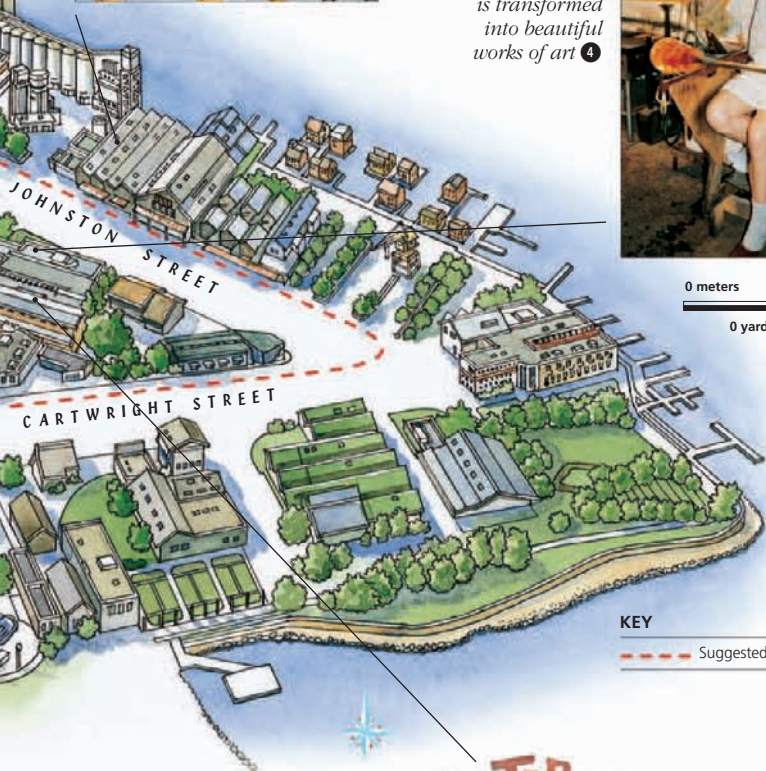 is transformed
into beautiful
works of art 4
JOHNSTON STREET
0 meters
0 yard
CARTWRIGHT STREET
KEY
Suggested